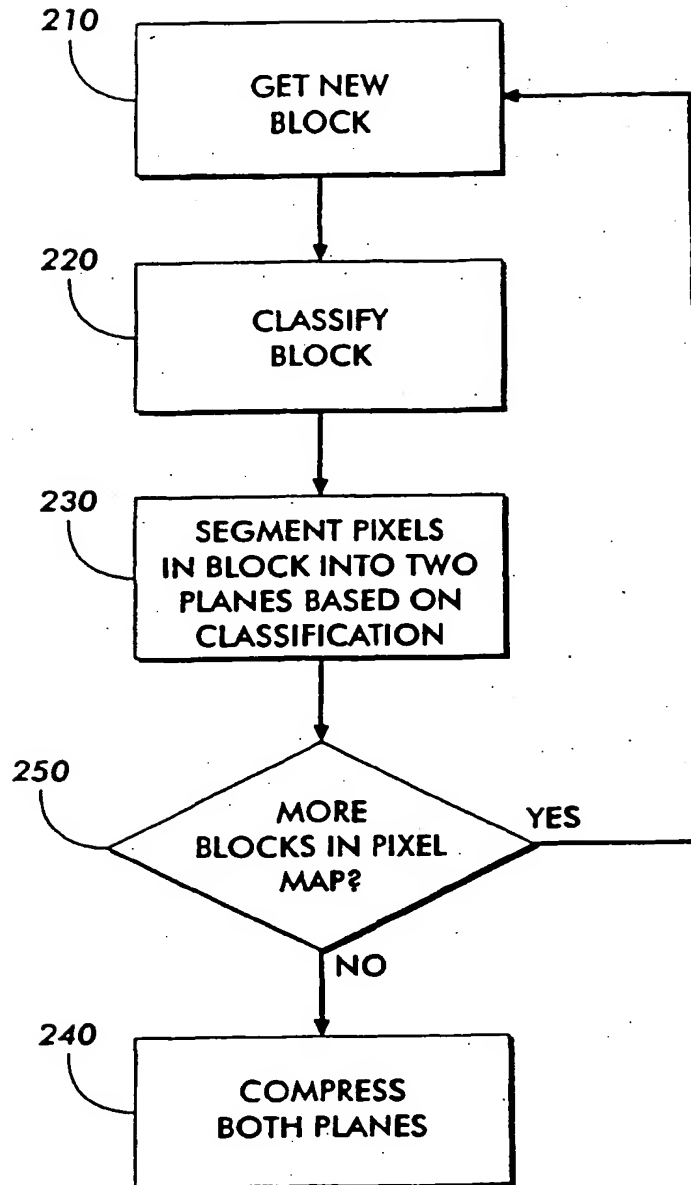 210
GET NEW
BLOCK
220
CLASSIFY
BLOCK
230
SEGMENT PIXELS
IN BLOCK INTO TWO
PLANES BASED ON
CLASSIFICATION
250
MORE
BLOCKS IN PIXEL
MAP?
YES
NO
240
COMPRESS
BOTH PLANES